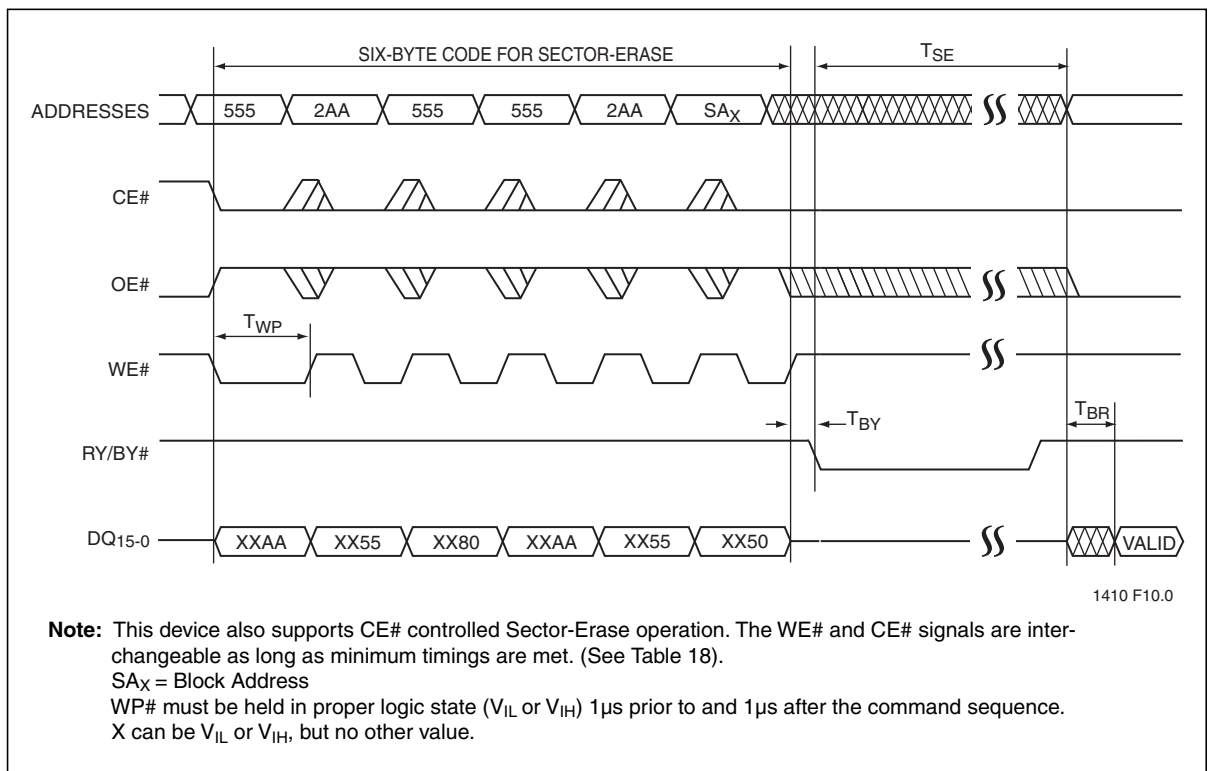 SIX-BYTE CODE FOR SECTOR-ERASE
TSE
ADDRESSES 555 2AA 555 555 2AA SAX
CE#
OE#
TWP
WE#
TBY
TBR
RY/BY#
DQ15-0 XXAA XX55 XX80 XXAA XX55 XX50 VALID
1410 F10.0
Note: This device also supports CE# controlled Sector-Erase operation. The WE# and CE# signals are inter-
changeable as long as minimum timings are met. (See Table 18).
SAX = Block Address
WP# must be held in proper logic state (VIL or VIH) 1µs prior to and 1µs after the command sequence.
X can be VIL or VIH, but no other value.